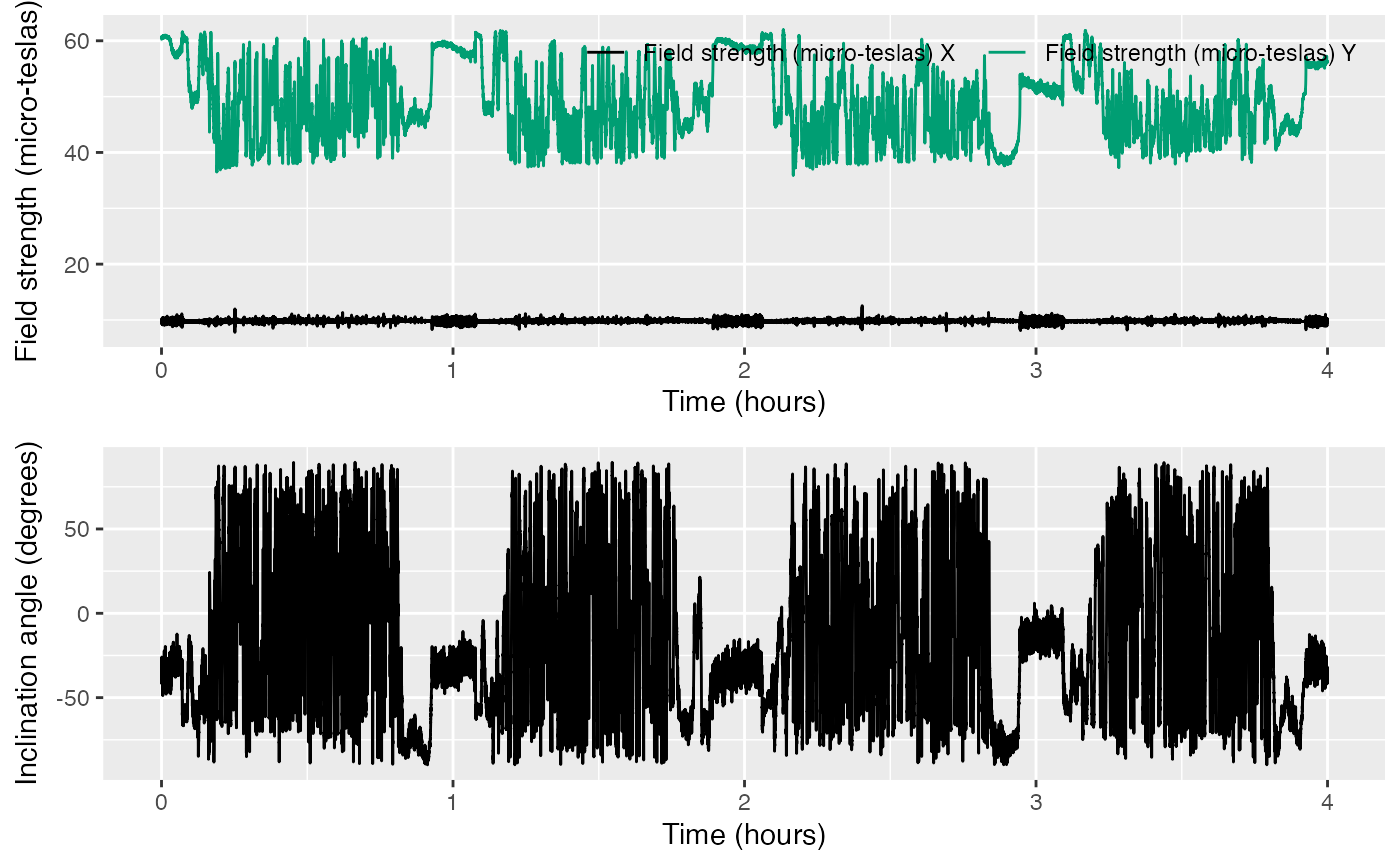 Field strength (micro-teslas)
60
40
20
Field strength (micro-teslas) X Field strength (micro-teslas) Y
0 1 2 3 4
Time (hours)
Inclination angle (degrees)
50
0
-50
0 1 2 3 4
Time (hours)